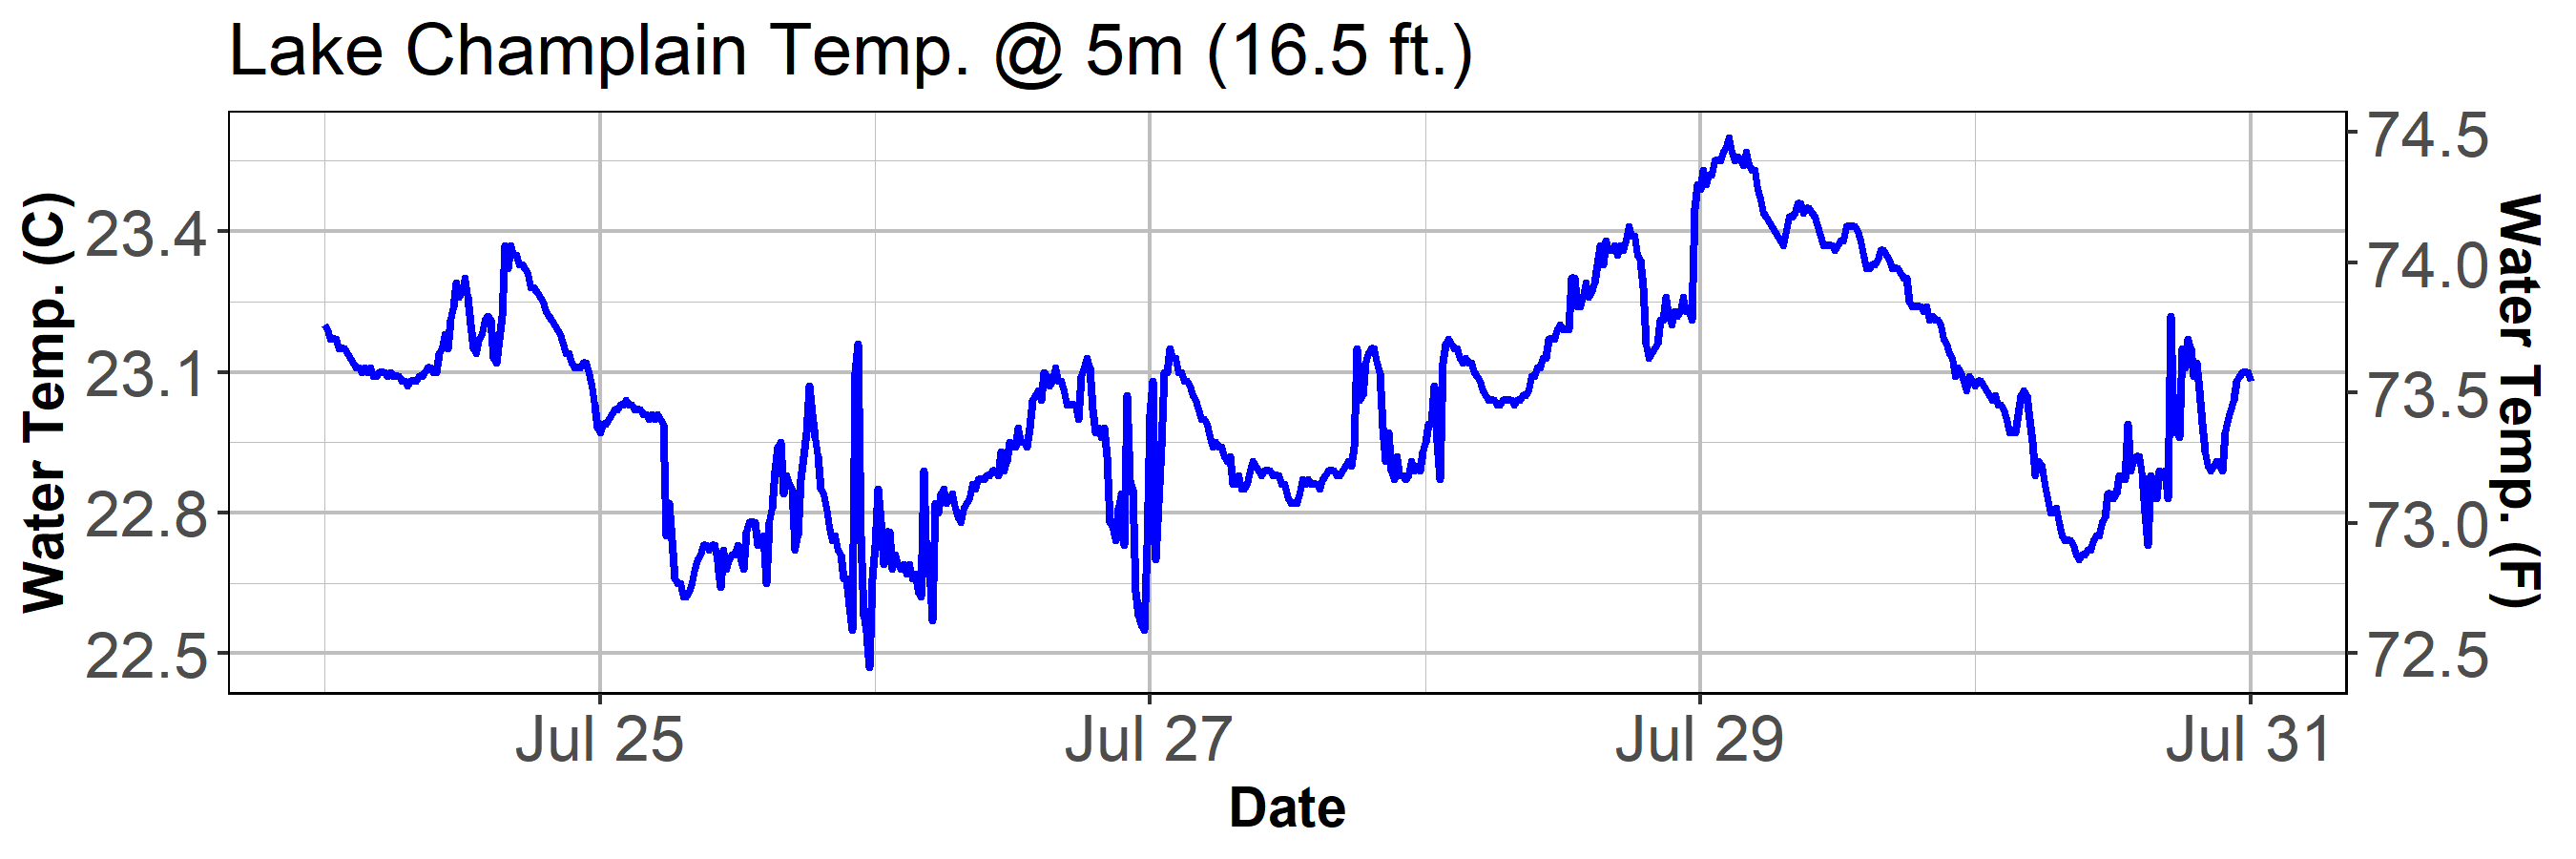 Lake Champlain Temp. @ 5m (16.5 ft.)
Water Temp. (C)
23.4
23.1
22.8
22.5
74.5
74.0
73.5
73.0
72.5
Water Temp. (F)
Jul 25 Jul 27 Jul 29 Jul 31
Date